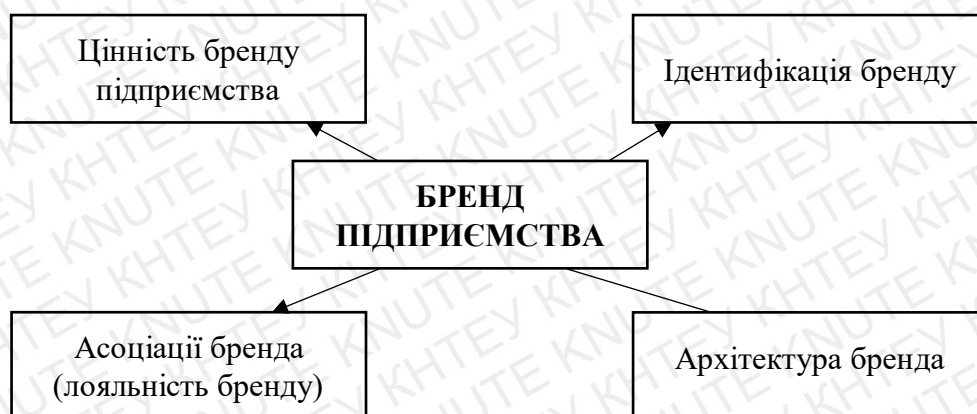 Цінність бренду
підприємства
Ідентифікація бренду
БРЕНД
ПІДПРИЄМСТВА
Асоціації бренда
(лояльність бренду)
Архітектура бренда